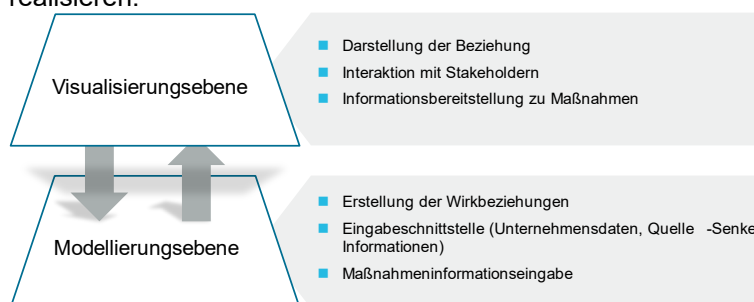 realisieren.
Visualisierungsebene
Darstellung der Beziehung
Interaktion mit Stakeholdern
Informationsbereitstellung zu Maßnahmen
Modellierungsebene
Erstellung der Wirkbeziehungen
Eingabeschnittstelle (Unternehmensdaten, Quelle -Senke
Informationen)
Maßnahmeninformationseingabe